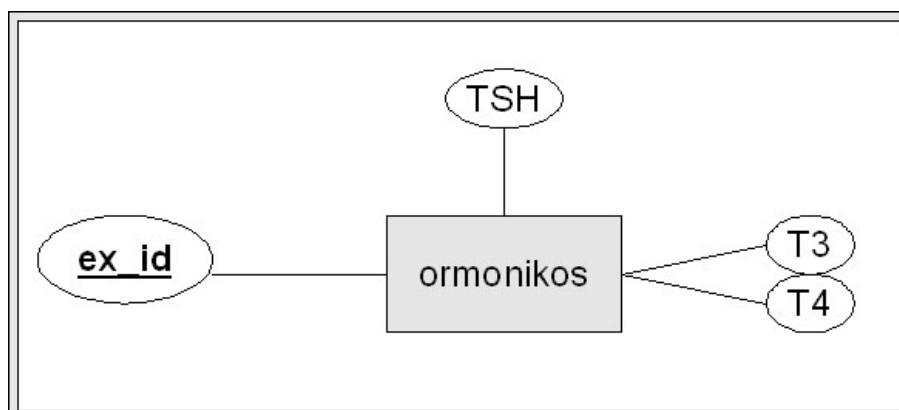 TSH
ex_id
ormonikos
T3
T4